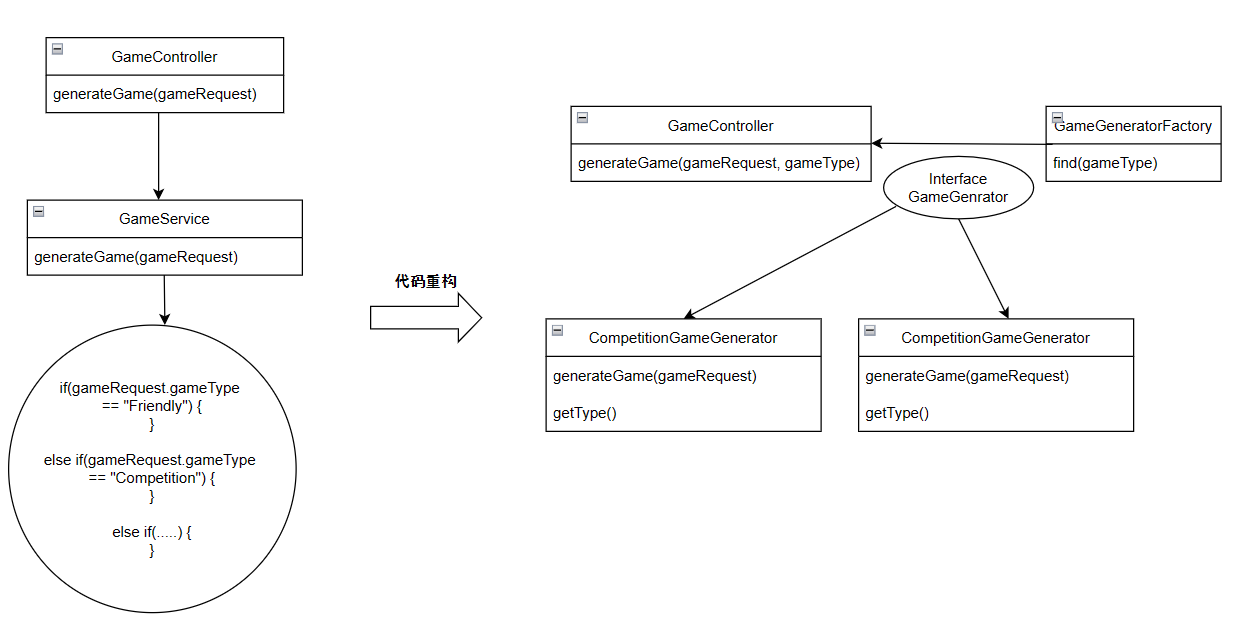 GameController
generateGame(gameRequest)
GameService
generateGame(gameRequest)
if(gameRequest.gameType
== "Friendly") {
}
else if(gameRequest.gameType
== "Competition") {
}
else if(.....) {
}
代码重构
GameController
generateGame(gameRequest, gameType)
GameGeneratorFactory
find(gameType)
Interface
GameGenrator
CompetitionGameGenerator
generateGame(gameRequest)
getType()
CompetitionGameGenerator
generateGame(gameRequest)
getType()